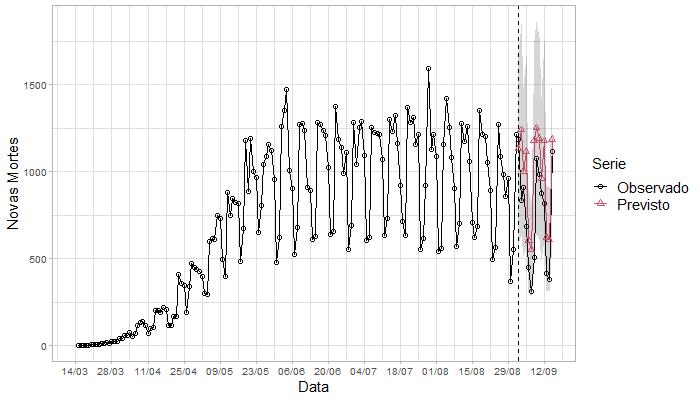 Novas Mortes
1500
1000
500
0
14/03 28/03 11/04 25/04 09/05 23/05 06/06 20/06 04/07 18/07 01/08 15/08 29/08 12/09
Data
Serie
Observado
Previsto